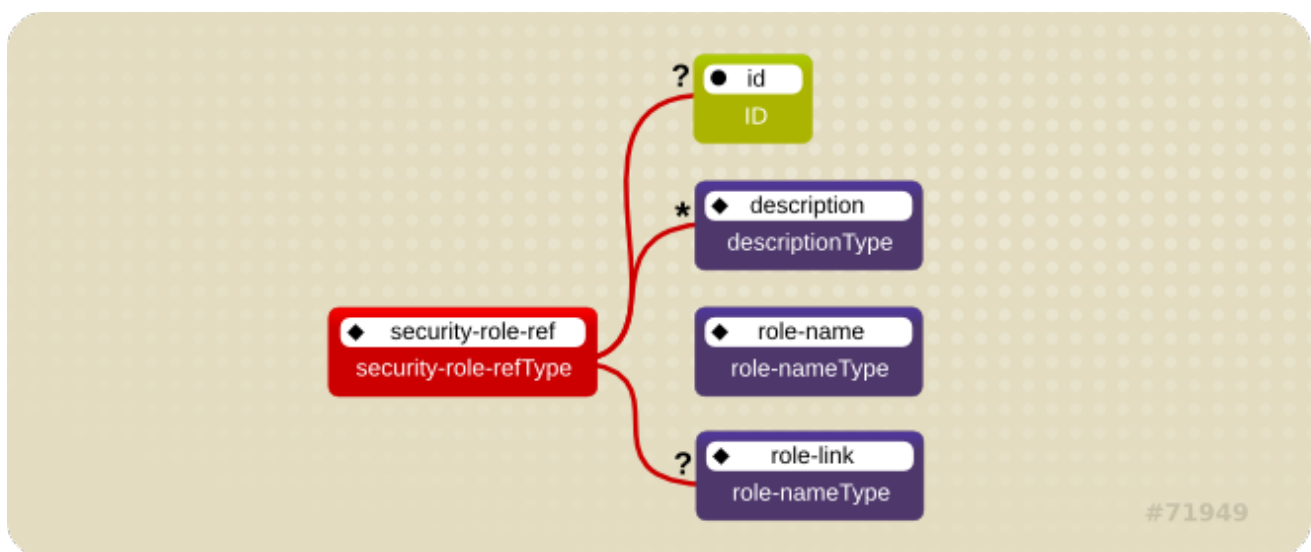 ?
id
ID
*
description
descriptionType
security-role-ref
security-role-refType
role-name
role-nameType
?
role-link
role-nameType
#71949